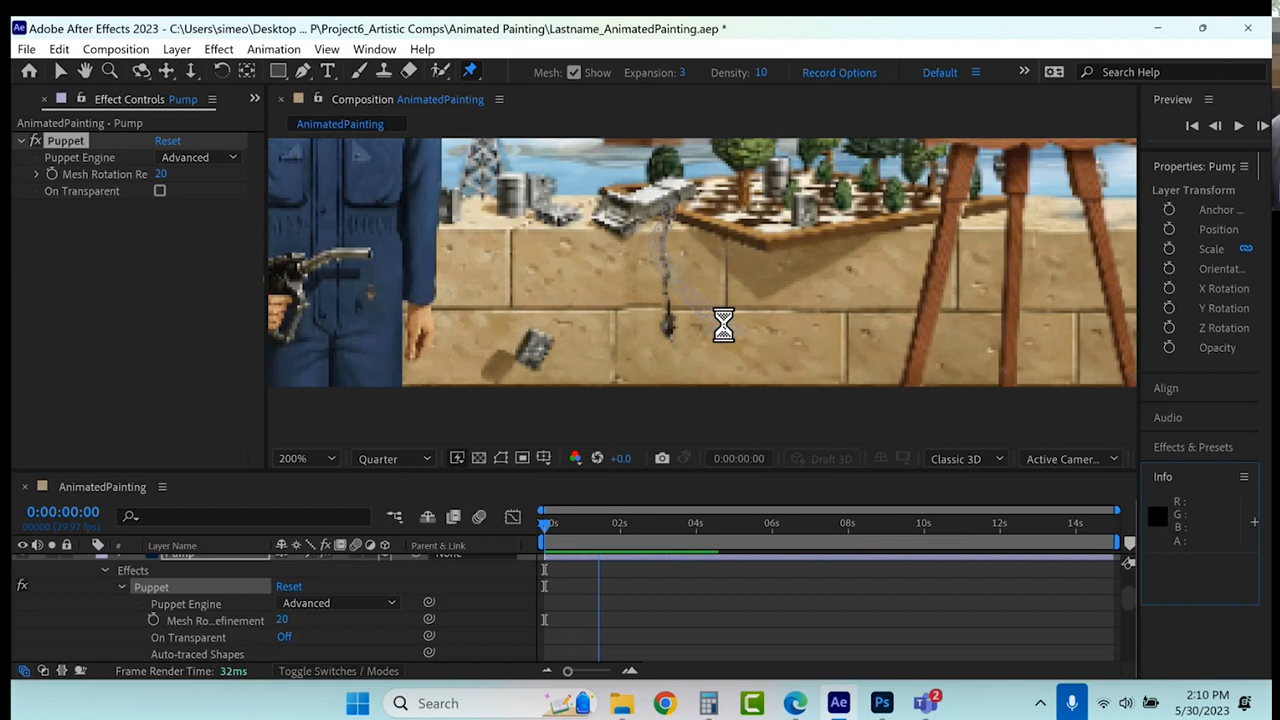 Ae Adobe After Effects 2023 - C:\Users\simeo\Desktop ... P\Project6_Artistic Comps\Animated Painting\Lastname_AnimatedPainting.aep *
File Edit Composition Layer Effect Animation View Window Help
Mesh: Show Expansion: 3 Density: 10 Record Options Default Search Help
Effect Controls Pump
Composition AnimatedPainting
Preview
AnimatedPainting • Pump
AnimatedPainting
fx Puppet Reset
Puppet Engine Advanced
Mesh Rotation Re 20
On Transparent
Properties: Pump
Layer Transform
Anchor ...
Position
Scale
Orientat...
X Rotation
Y Rotation
Z Rotation
Opacity
Align
Audio
Effects & Presets
Info
R :
G :
B :
A :
200% Quarter +0.0 0:00:00:00 Draft 3D Classic 3D Active Camer...
AnimatedPainting
0:00:00:00
00000 (29.97 fps)
02s 04s 06s 08s 10s 12s 14s
# Layer Name Parent & Link
Effects
fx Puppet Reset
Puppet Engine Advanced
Mesh Ro...efinement 20
On Transparent Off
Auto-traced Shapes
Frame Render Time: 32ms Toggle Switches / Modes
Search Ae Ps 2
2:10 PM
5/30/2023